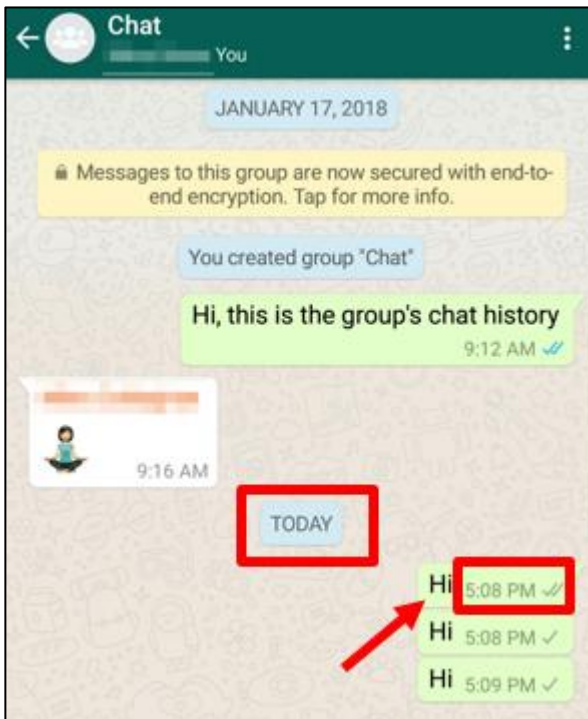 Chat
You
JANUARY 17, 2018
Messages to this group are now secured with end-to-
end encryption. Tap for more info.
You created group "Chat"
Hi, this is the group's chat history
9:12 AM
9:16 AM
TODAY
Hi 5:08 PM
Hi 5:08 PM
Hi 5:09 PM